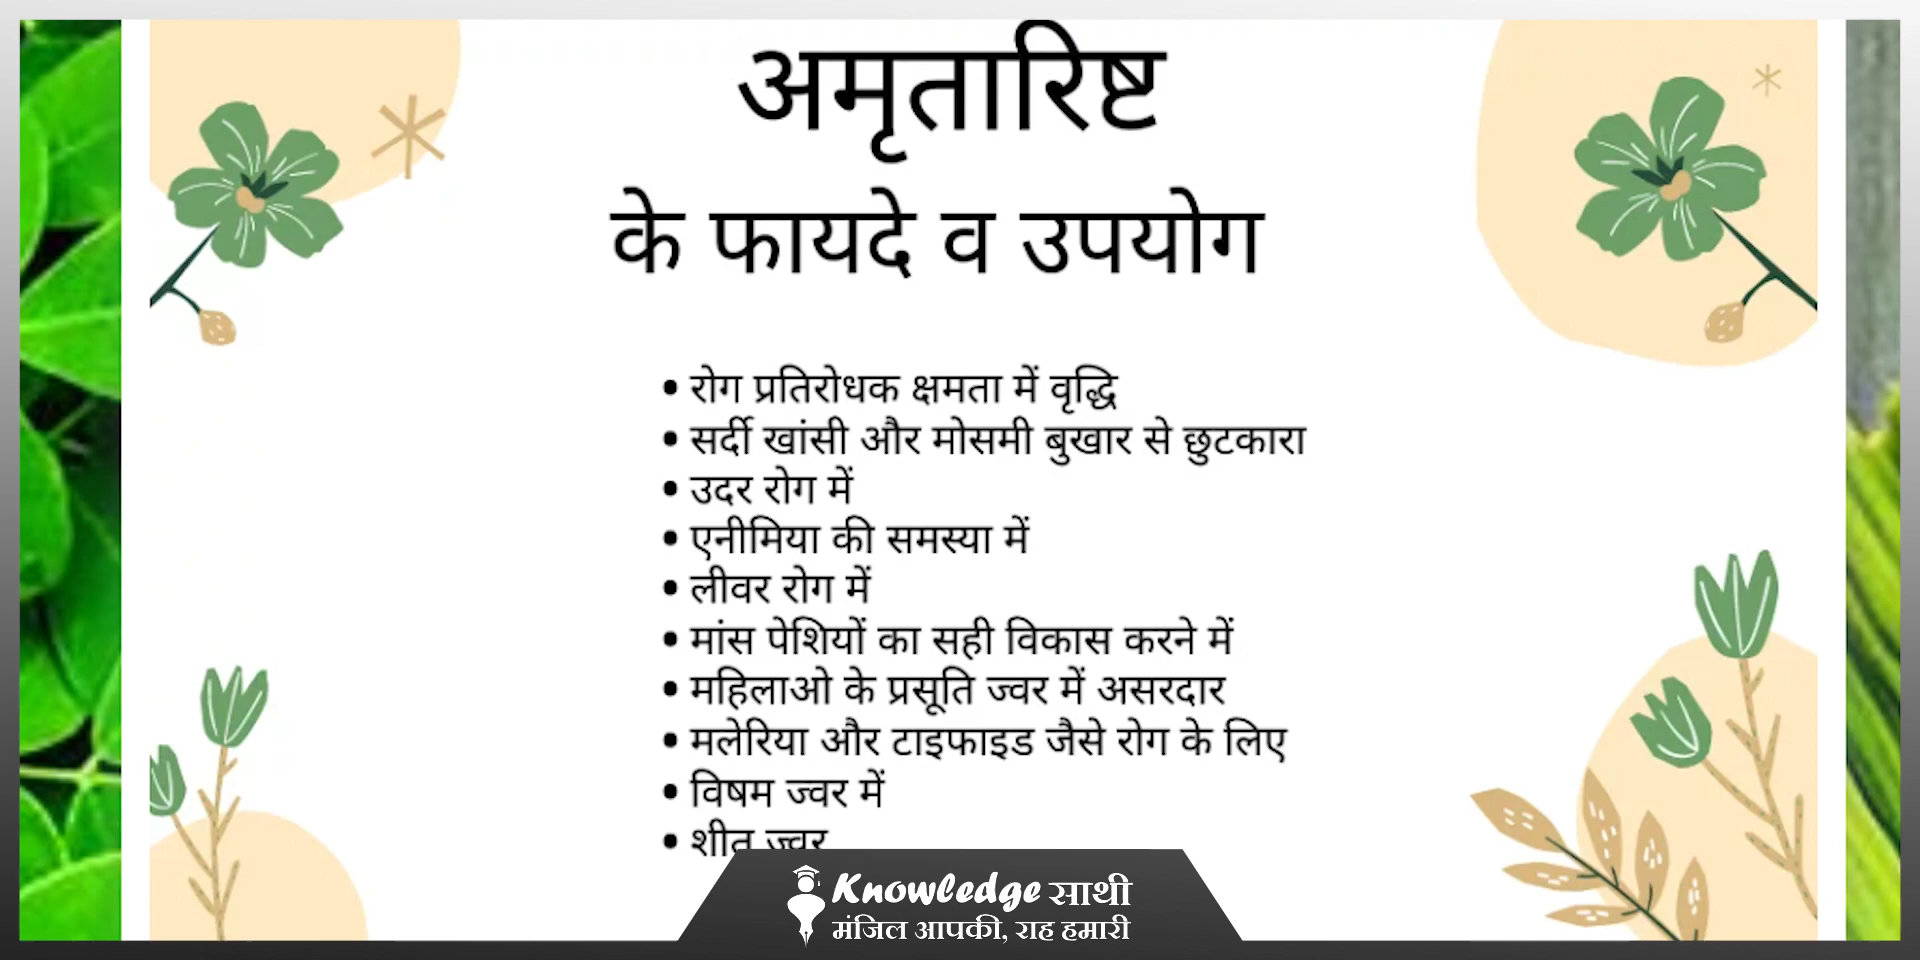 अमृतारिष्ट
के फायदे व उपयोग
• रोग प्रतिरोधक क्षमता में वृद्धि
• सर्दी खांसी और मोसमी बुखार से छुटकारा
• उदर रोग में
• एनीमिया की समस्या में
• लीवर रोग में
• मांस पेशियों का सही विकास करने में
• महिलाओ के प्रसूति ज्वर में असरदार
• मलेरिया और टाइफाइड जैसे रोग के लिए
• विषम ज्वर में
• शीत ज्वर
Knowledge साथी
मंजिल आपकी, राह हमारी